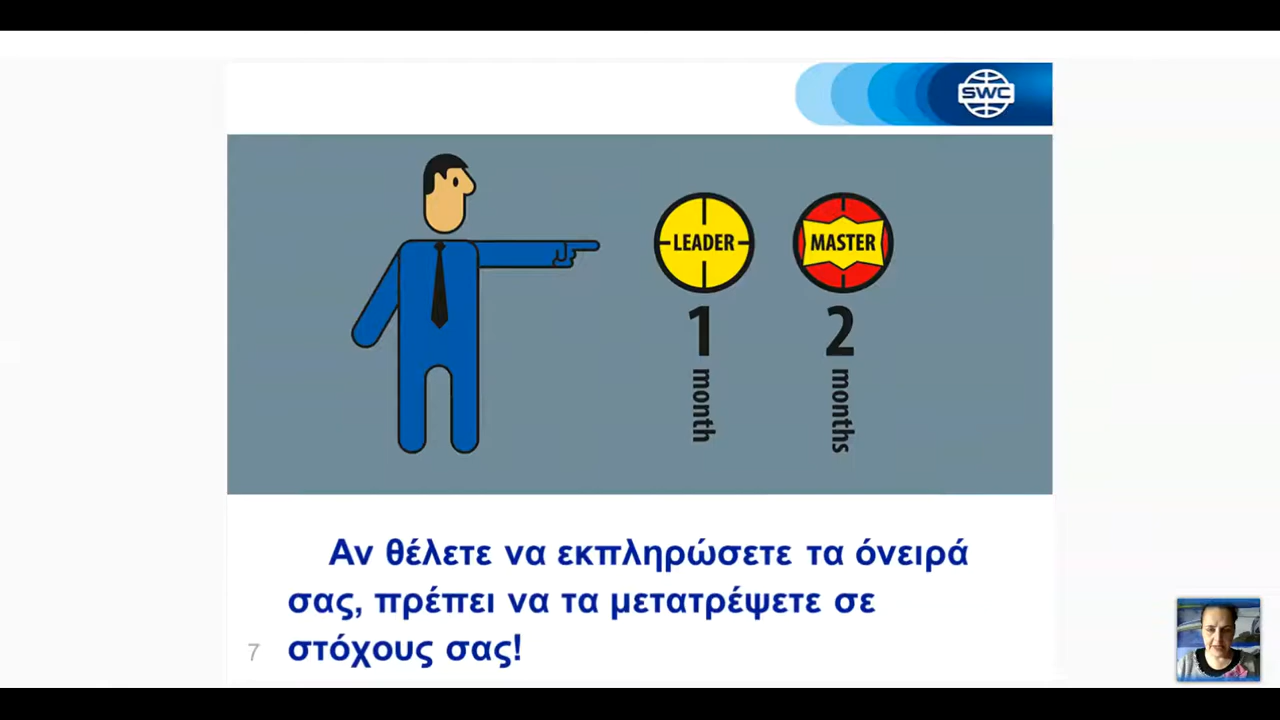 SWC
LEADER
MASTER
1
2
month
months
Αν θέλετε να εκπληρώσετε τα όνειρά
σας, πρέπει να τα μετατρέψετε σε
στόχους σας!
7